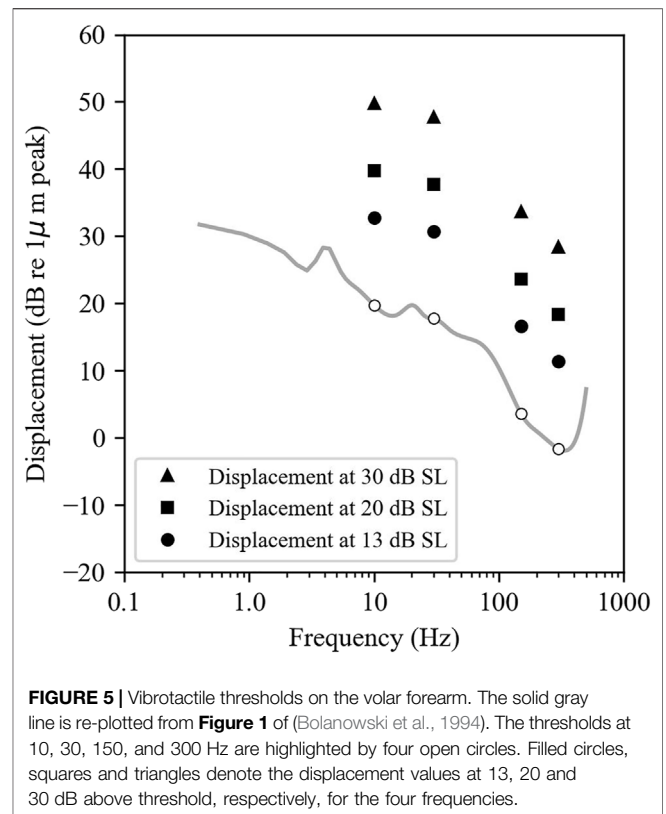 60
50
40
30
20
10
0
−10
−20
Displacement (dB re 1μ m peak)
Displacement at 30 dB SL
Displacement at 20 dB SL
Displacement at 13 dB SL
0.1 1.0 10 100 1000
Frequency (Hz)
FIGURE 5 | Vibrotactile thresholds on the volar forearm. The solid gray
line is re-plotted from Figure 1 of (Bolanowski et al., 1994). The thresholds at
10, 30, 150, and 300 Hz are highlighted by four open circles. Filled circles,
squares and triangles denote the displacement values at 13, 20 and
30 dB above threshold, respectively, for the four frequencies.